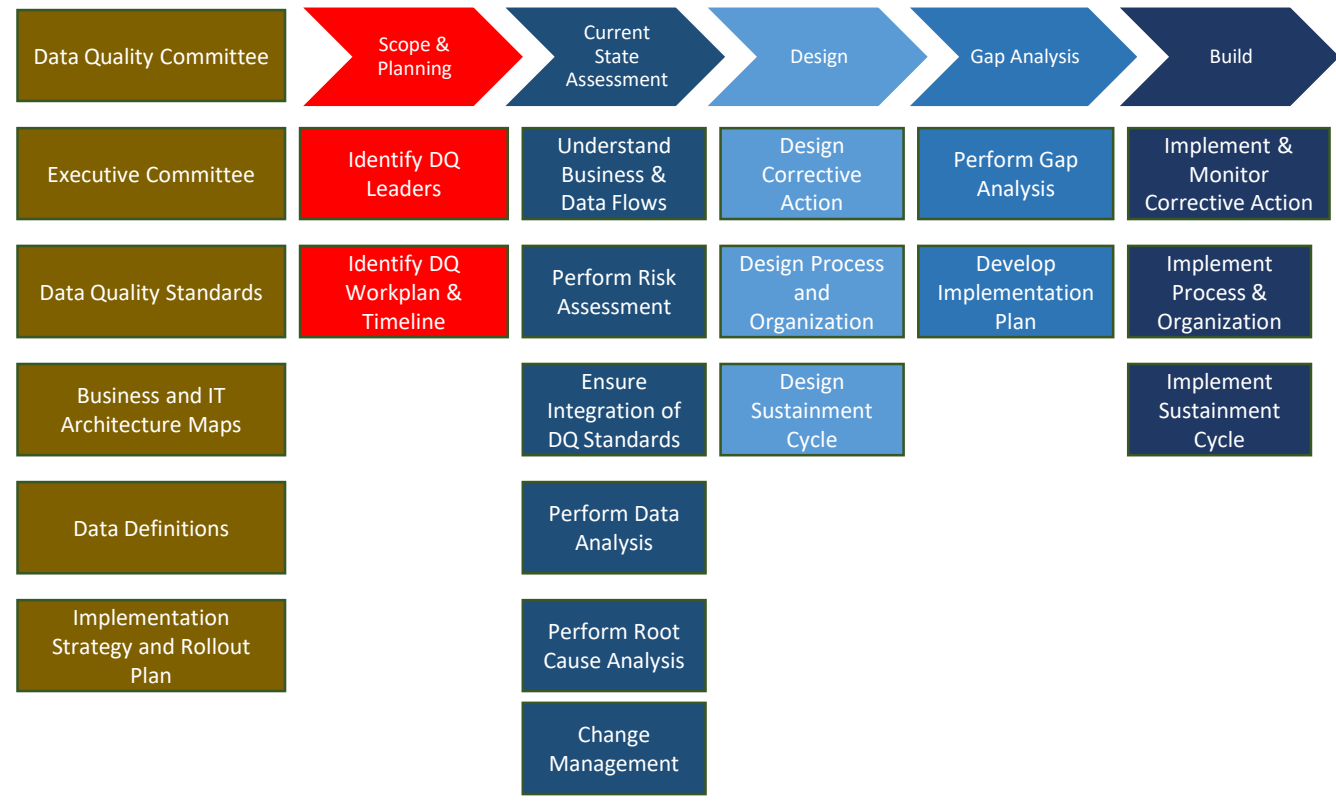 Data Quality Committee
Scope &
Planning
Current
State
Assessment
Design
Gap Analysis
Build
Executive Committee
Identify DQ
Leaders
Understand
Business &
Data Flows
Design
Corrective
Action
Perform Gap
Analysis
Implement &
Monitor
Corrective Action
Data Quality Standards
Identify DQ
Workplan &
Timeline
Perform Risk
Assessment
Design Process
and
Organization
Develop
Implementation
Plan
Implement
Process &
Organization
Business and IT
Architecture Maps
Ensure
Integration of
DQ Standards
Design
Sustainment
Cycle
Implement
Sustainment
Cycle
Data Definitions
Perform Data
Analysis
Implementation
Strategy and Rollout
Plan
Perform Root
Cause Analysis
Change
Management